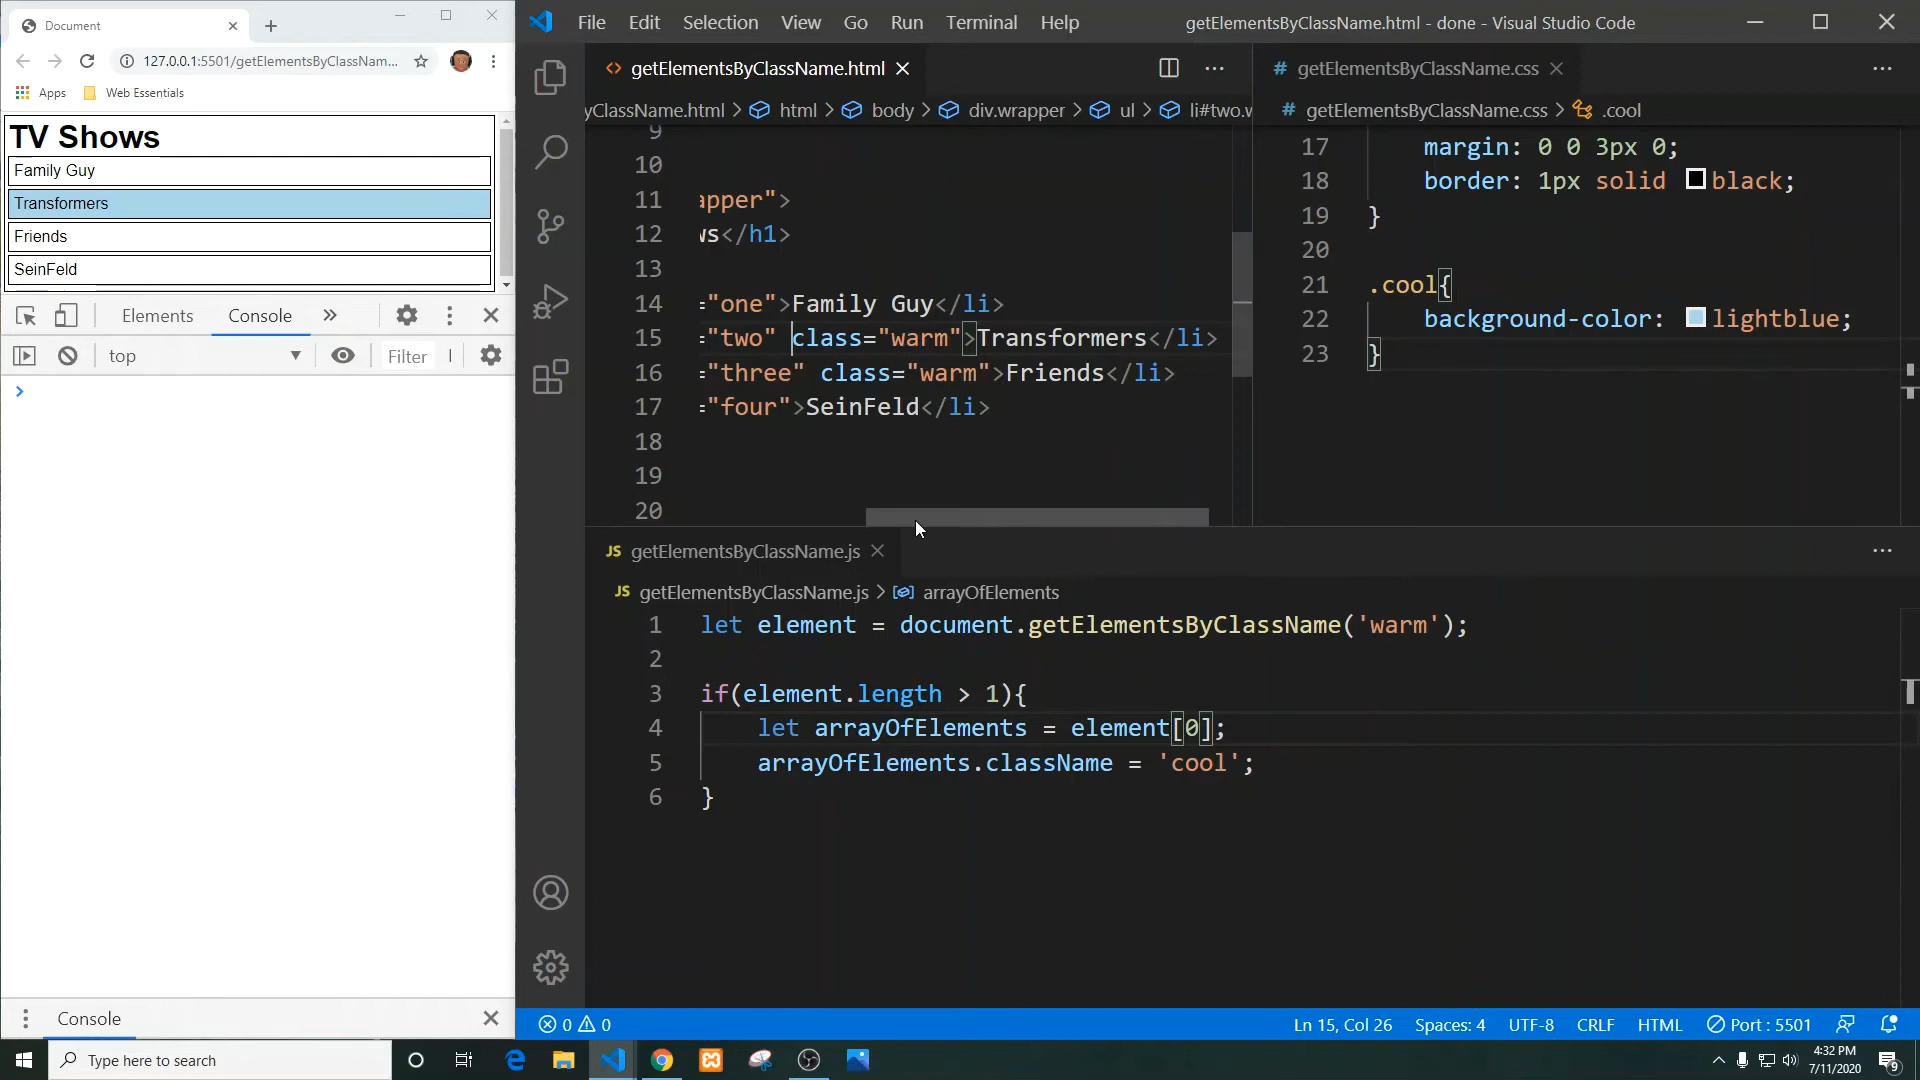 Document
127.0.0.1:5501/getElementsByClassNam...
Apps
Web Essentials
TV Shows
Family Guy
Transformers
Friends
SeinFeld
Elements
Console
top
Filter
Console
Type here to search
File Edit Selection View Go Run Terminal Help
getElementsByClassName.html - done - Visual Studio Code
<> getElementsByClassName.html
yClassName.html > html > body > div.wrapper > ul > li#two.w
9
10
11 apper">
12 ws</h1>
13
14 ="one">Family Guy</li>
15 ="two" class="warm">Transformers</li>
16 ="three" class="warm">Friends</li>
17 ="four">SeinFeld</li>
18
19
20
# getElementsByClassName.css
# getElementsByClassName.css > .cool
17 margin: 0 0 3px 0;
18 border: 1px solid black;
19 }
20
21 .cool{
22 background-color: lightblue;
23 }
JS getElementsByClassName.js
JS getElementsByClassName.js > arrayOfElements
1 let element = document.getElementsByClassName('warm');
2
3 if(element.length > 1){
4 let arrayOfElements = element[0];
5 arrayOfElements.className = 'cool';
6 }
0 0
Ln 15, Col 26 Spaces: 4 UTF-8 CRLF HTML Port : 5501
4:32 PM
7/11/2020
9